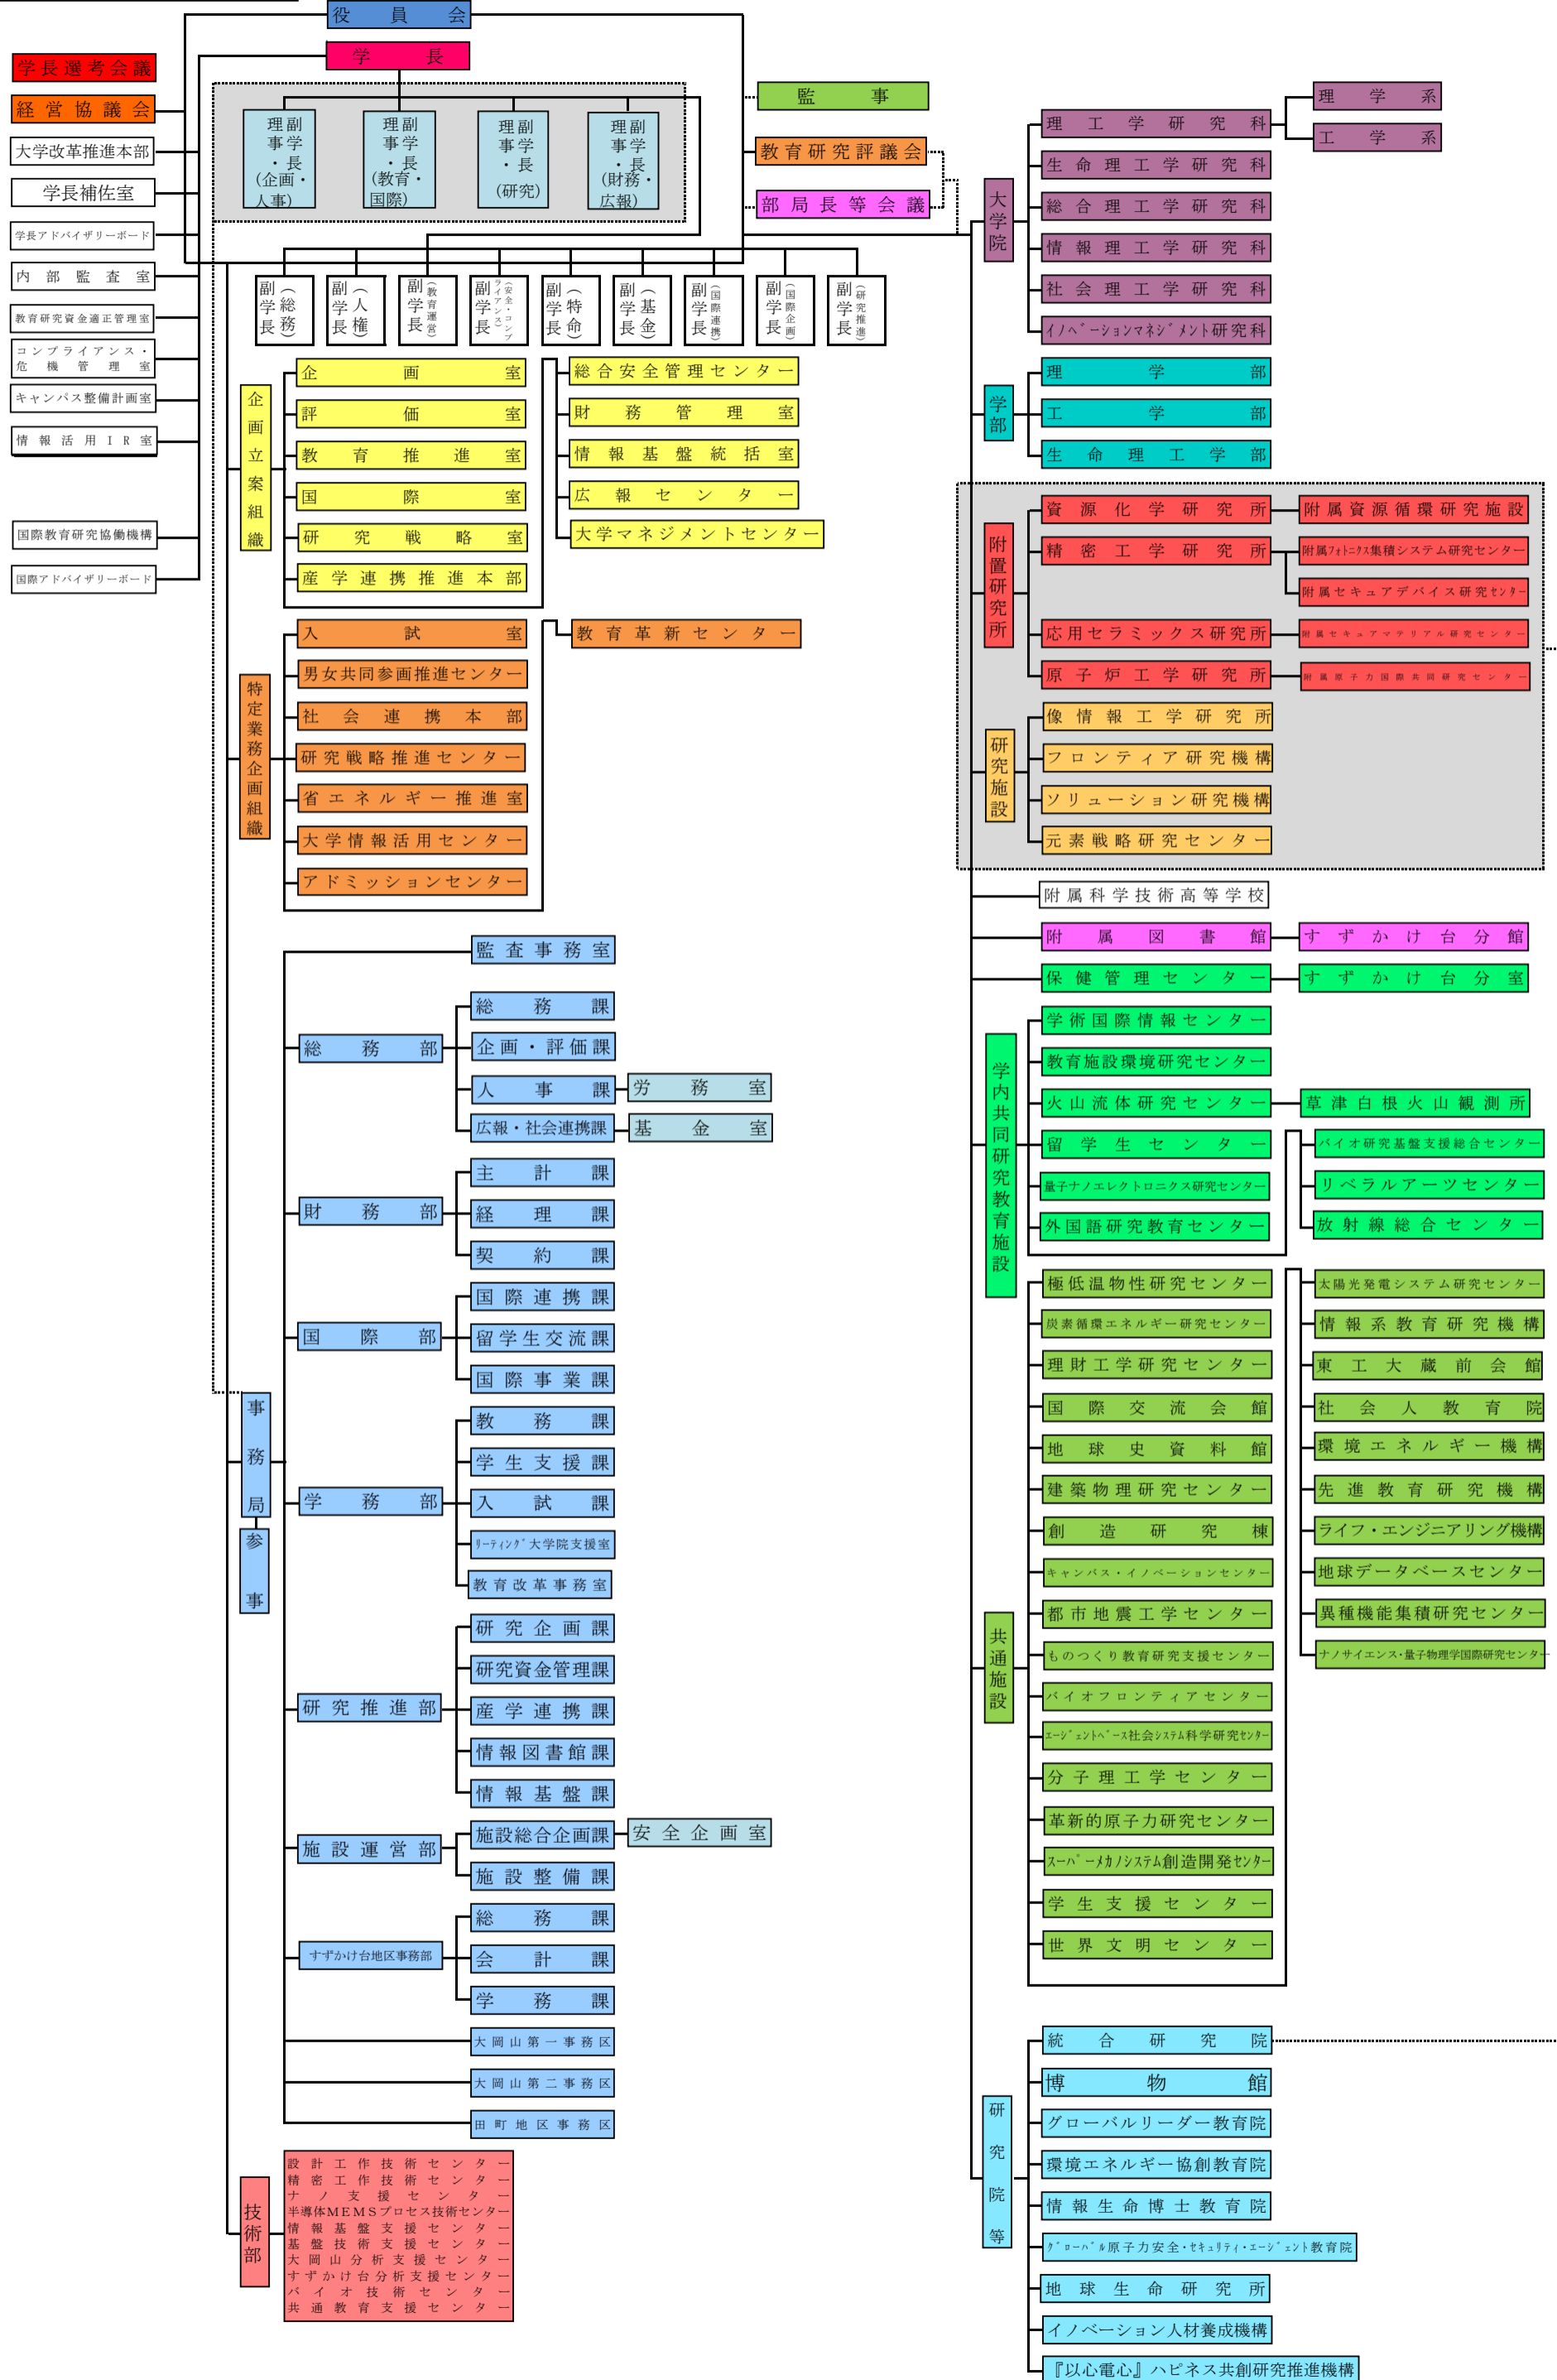 役員会
学長
学長選考会議
経営協議会
大学改革推進本部
学長補佐室
学長アドバイザリーボード
内部監査室
教育研究資金適正管理室
コンプライアンス・
危機管理室
キャンパス整備計画室
情報活用IR室
国際教育研究協働機構
国際アドバイザリーボード
理事・副学長(企画・人事)
理事・副学長(教育・国際)
理事・副学長(研究)
理事・副学長(財務・広報)
監事
教育研究評議会
部局長等会議
副学長(総務)
副学長(人権)
副学長(教育運営)
副学長(安全・コンプライアンス)
副学長(特命)
副学長(基金)
副学長(国際連携)
副学長(国際企画)
副学長(研究推進)
企画立案組織
企画室
評価室
教育推進室
国際室
研究戦略室
産学連携推進本部
総合安全管理センター
財務管理室
情報基盤統括室
広報センター
大学マネジメントセンター
特定業務企画組織
入試室
男女共同参画推進センター
社会連携本部
研究戦略推進センター
省エネルギー推進室
大学情報活用センター
アドミッションセンター
教育革新センター
事務局
参事
監査事務室
総務部
総務課
企画・評価課
人事課
労務室
広報・社会連携課
基金室
財務部
主計課
経理課
契約課
国際部
国際連携課
留学生交流課
国際事業課
学務部
教務課
学生支援課
入試課
リーディング大学院支援室
教育改革事務室
研究推進部
研究企画課
研究資金管理課
産学連携課
情報図書館課
情報基盤課
施設運営部
施設総合企画課
安全企画室
施設整備課
すずかけ台地区事務部
総務課
会計課
学務課
大岡山第一事務区
大岡山第二事務区
田町地区事務区
技術部
設計工作技術センター
精密工作技術センター
ナノ支援センター
半導体MEMSプロセス技術センター
情報基盤支援センター
基盤技術支援センター
大岡山分析支援センター
すずかけ台分析支援センター
バイオ技術センター
共通教育支援センター
大学院
理工学研究科
理学系
工学系
生命理工学研究科
総合理工学研究科
情報理工学研究科
社会理工学研究科
イノベーションマネジメント研究科
学部
理学部
工学部
生命理工学部
附置研究所
資源化学研究所
附属資源循環研究施設
精密工学研究所
附属フォトニクス集積システム研究センター
附属セキュアデバイス研究センター
応用セラミックス研究所
附属セキュアマテリアル研究センター
原子炉工学研究所
附属原子力国際共同研究センター
研究施設
像情報工学研究所
フロンティア研究機構
ソリューション研究機構
元素戦略研究センター
附属科学技術高等学校
附属図書館
すずかけ台分館
保健管理センター
すずかけ台分室
学内共同研究教育施設
学術国際情報センター
教育施設環境研究センター
火山流体研究センター
草津白根火山観測所
留学生センター
量子ナノエレクトロニクス研究センター
外国語研究教育センター
バイオ研究基盤支援総合センター
リベラルアーツセンター
放射線総合センター
共通施設
極低温物性研究センター
炭素循環エネルギー研究センター
理財工学研究センター
国際交流会館
地球史資料館
建築物理研究センター
創造研究棟
キャンパス・イノベーションセンター
都市地震工学センター
ものつくり教育研究支援センター
バイオフロンティアセンター
エージェントベース社会システム科学研究センター
分子理工学センター
革新的原子力研究センター
スーパーメカノシステム創造開発センター
学生支援センター
世界文明センター
太陽光発電システム研究センター
情報系教育研究機構
東工大蔵前会館
社会人教育院
環境エネルギー機構
先進教育研究機構
ライフ・エンジニアリング機構
地球データベースセンター
異種機能集積研究センター
ナノサイエンス・量子物理学国際研究センター
研究院等
統合研究院
博物館
グローバルリーダー教育院
環境エネルギー協創教育院
情報生命博士教育院
グローバル原子力安全・セキュリティ・エージェント教育院
地球生命研究所
イノベーション人材養成機構
『以心電心』ハピネス共創研究推進機構